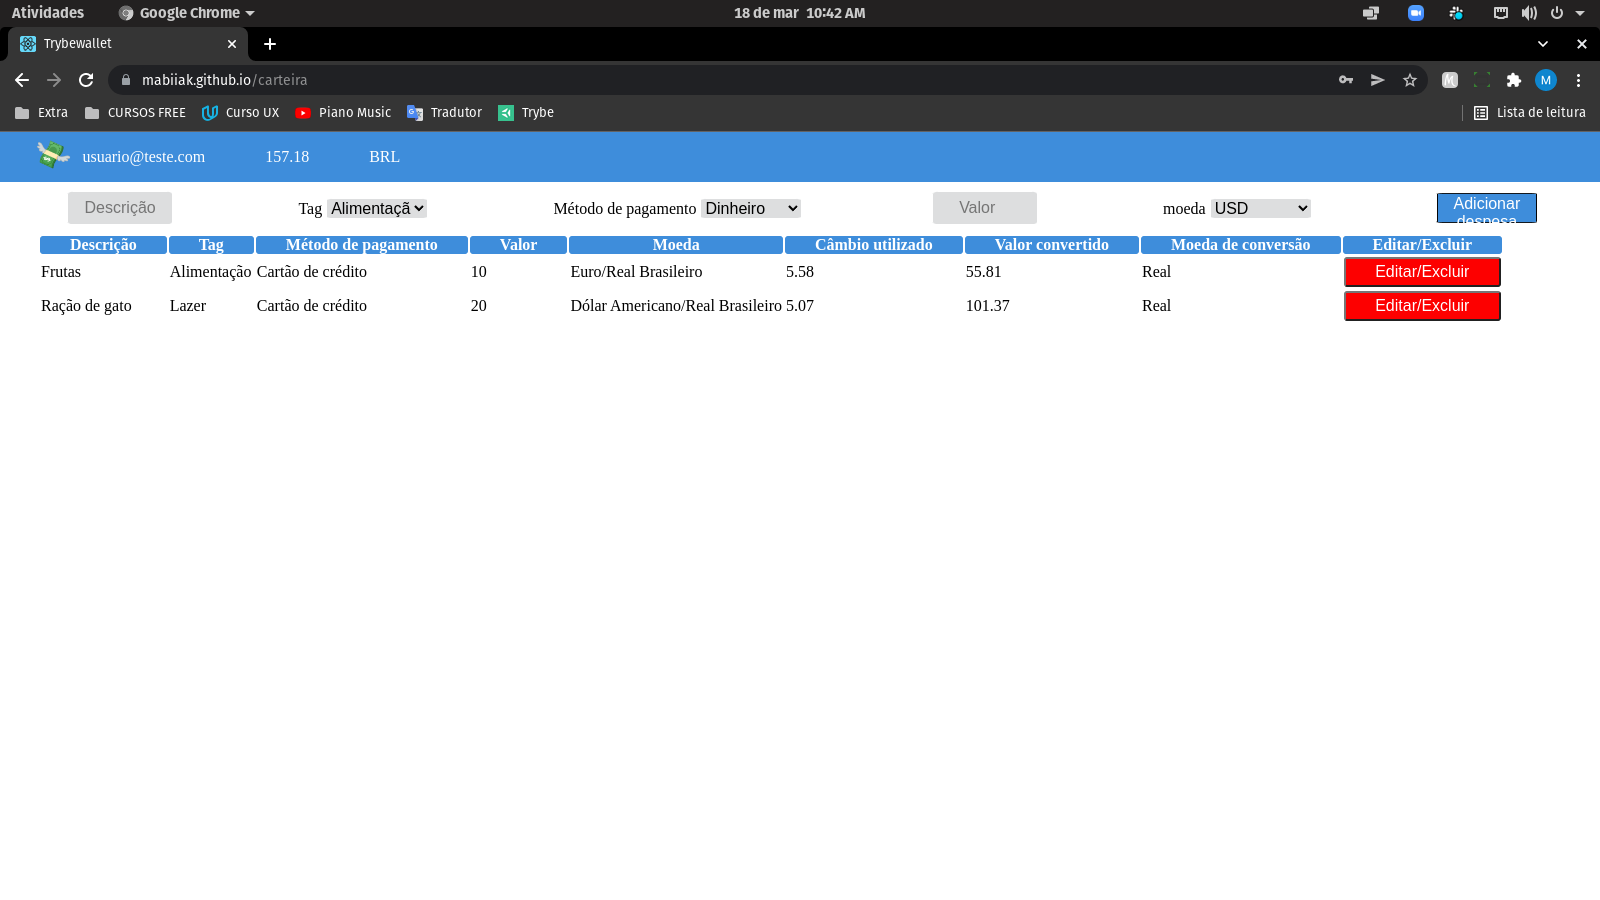 Atividades Google Chrome 18 de mar 10:42 AM
Trybewallet
mabiiak.github.io/carteira M
Extra CURSOS FREE Curso UX Piano Music Tradutor Trybe Lista de leitura
usuario@teste.com 157.18 BRL
Descrição Tag Alimentaçã Método de pagamento Dinheiro Valor moeda USD Adicionar despesa
Descrição Tag Método de pagamento Valor Moeda Câmbio utilizado Valor convertido Moeda de conversão Editar/Excluir
Frutas Alimentação Cartão de crédito 10 Euro/Real Brasileiro 5.58 55.81 Real Editar/Excluir
Ração de gato Lazer Cartão de crédito 20 Dólar Americano/Real Brasileiro 5.07 101.37 Real Editar/Excluir